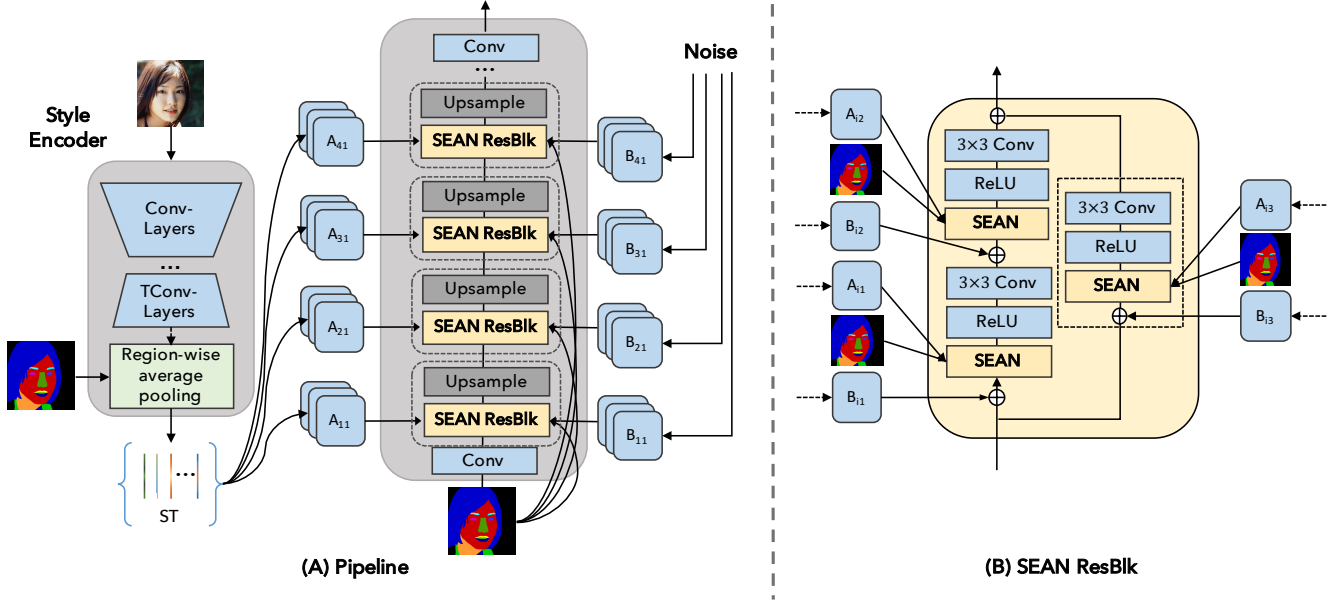 Style
Encoder
Conv-
Layers
...
TConv-
Layers
Region-wise
average
pooling
...
ST
A41
A31
A21
A11
Conv
...
Upsample
SEAN ResBlk
Upsample
SEAN ResBlk
Upsample
SEAN ResBlk
Upsample
SEAN ResBlk
Conv
Noise
B41
B31
B21
B11
(A) Pipeline
Ai2
Bi2
Ai1
Bi1
3×3 Conv
ReLU
SEAN
3×3 Conv
ReLU
SEAN
3×3 Conv
ReLU
SEAN
Ai3
Bi3
(B) SEAN ResBlk